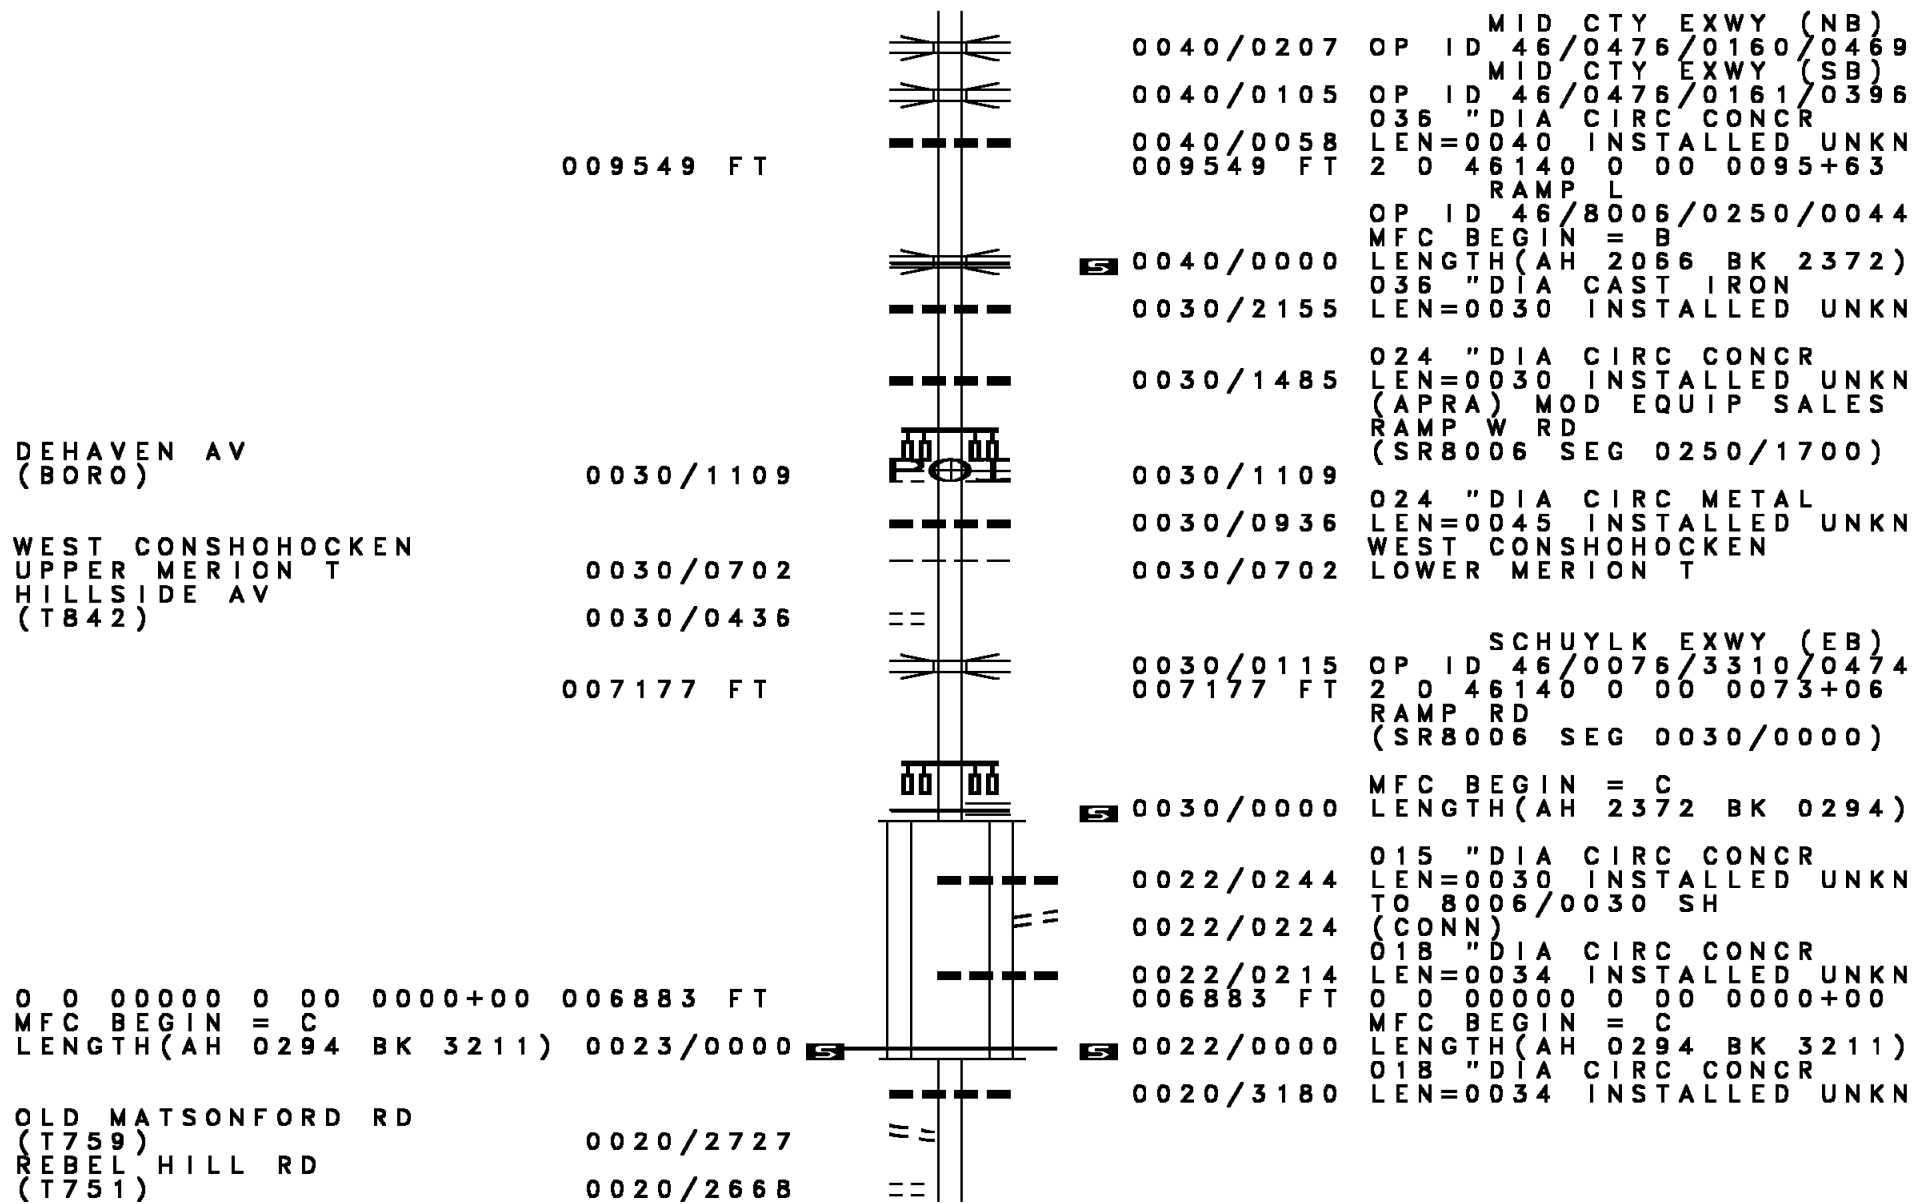 MID CTY EXWY (NB)
0040/0207 OP ID 46/0476/0160/0469
MID CTY EXWY (SB)
0040/0105 OP ID 46/0476/0161/0396
036 "DIA CIRC CONCR
0040/0058 LEN=0040 INSTALLED UNKN
009549 FT 009549 FT 2 0 46140 0 00 0095+63
RAMP L
OP ID 46/8006/0250/0044
MFC BEGIN = B
S 0040/0000 LENGTH(AH 2066 BK 2372)
036 "DIA CAST IRON
0030/2155 LEN=0030 INSTALLED UNKN
024 "DIA CIRC CONCR
0030/1485 LEN=0030 INSTALLED UNKN
(APRA) MOD EQUIP SALES
RAMP W RD
DEHAVEN AV (SR8006 SEG 0250/1700)
(BORO) 0030/1109 POT 0030/1109
024 "DIA CIRC METAL
0030/0936 LEN=0045 INSTALLED UNKN
WEST CONSHOHOCKEN WEST CONSHOHOCKEN
UPPER MERION T 0030/0702 0030/0702 LOWER MERION T
HILLSIDE AV
(T842) 0030/0436
SCHUYLK EXWY (EB)
0030/0115 OP ID 46/0076/3310/0474
007177 FT 007177 FT 2 0 46140 0 00 0073+06
RAMP RD
(SR8006 SEG 0030/0000)
MFC BEGIN = C
S 0030/0000 LENGTH(AH 2372 BK 0294)
015 "DIA CIRC CONCR
0022/0244 LEN=0030 INSTALLED UNKN
TO 8006/0030 SH
0022/0224 (CONN)
018 "DIA CIRC CONCR
0022/0214 LEN=0034 INSTALLED UNKN
0 0 00000 0 00 0000+00 006883 FT 006883 FT 0 0 00000 0 00 0000+00
MFC BEGIN = C MFC BEGIN = C
LENGTH(AH 0294 BK 3211) 0023/0000 S S 0022/0000 LENGTH(AH 0294 BK 3211)
018 "DIA CIRC CONCR
0020/3180 LEN=0034 INSTALLED UNKN
OLD MATSONFORD RD
(T759) 0020/2727
REBEL HILL RD
(T751) 0020/2668